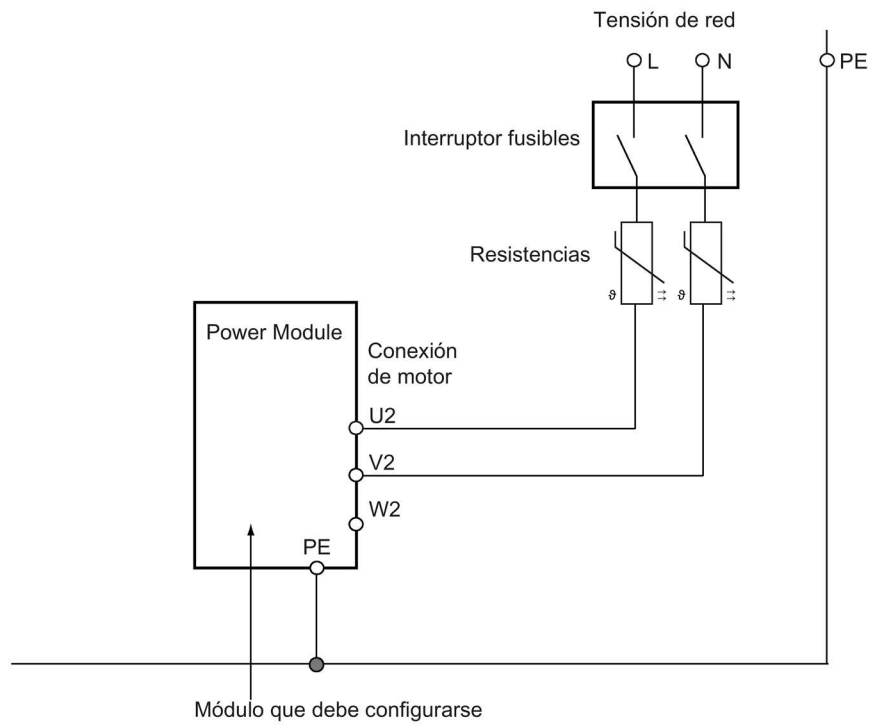 Tensión de red
L
N
PE
Interruptor fusibles
Resistencias
ϑ
ϑ
Power Module
Conexión
de motor
U2
V2
W2
PE
Módulo que debe configurarse